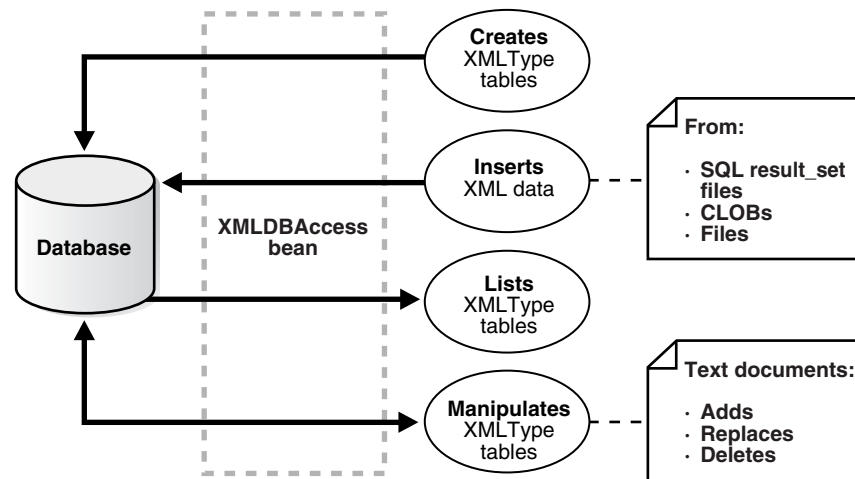 Creates
XMLType
tables
From:
· SQL result_set
files
· CLOBs
· Files
Inserts
XML data
Database
XMLDBAccess
bean
Lists
XMLType
tables
Text documents:
· Adds
· Replaces
· Deletes
Manipulates
XMLType
tables